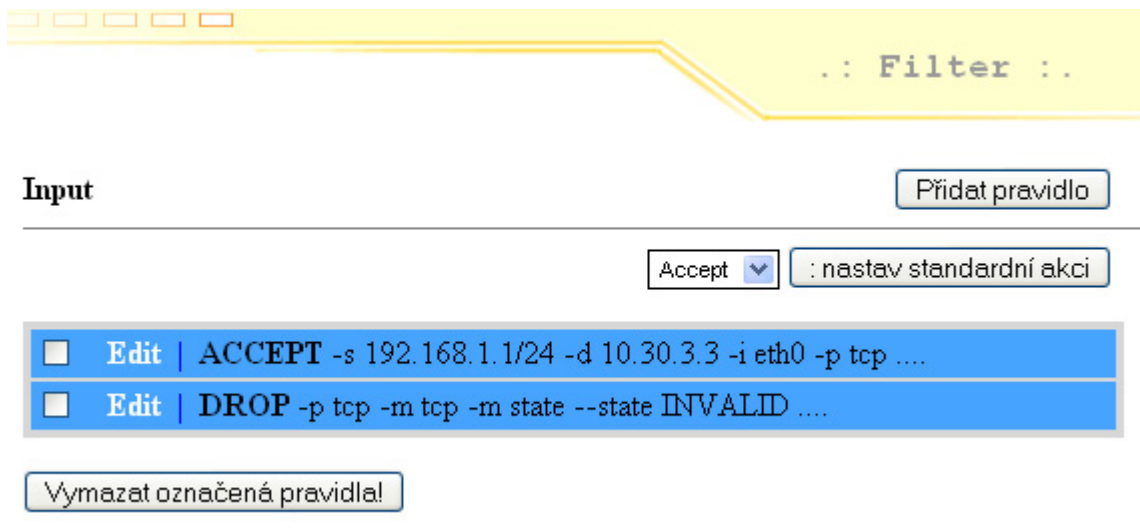 .: Filter :.
Input
Přidat pravidlo
Accept
: nastav standardní akci
Edit | ACCEPT -s 192.168.1.1/24 -d 10.30.3.3 -i eth0 -p tcp ....
Edit | DROP -p tcp -m tcp -m state --state INVALID ....
Vymazat označená pravidla!